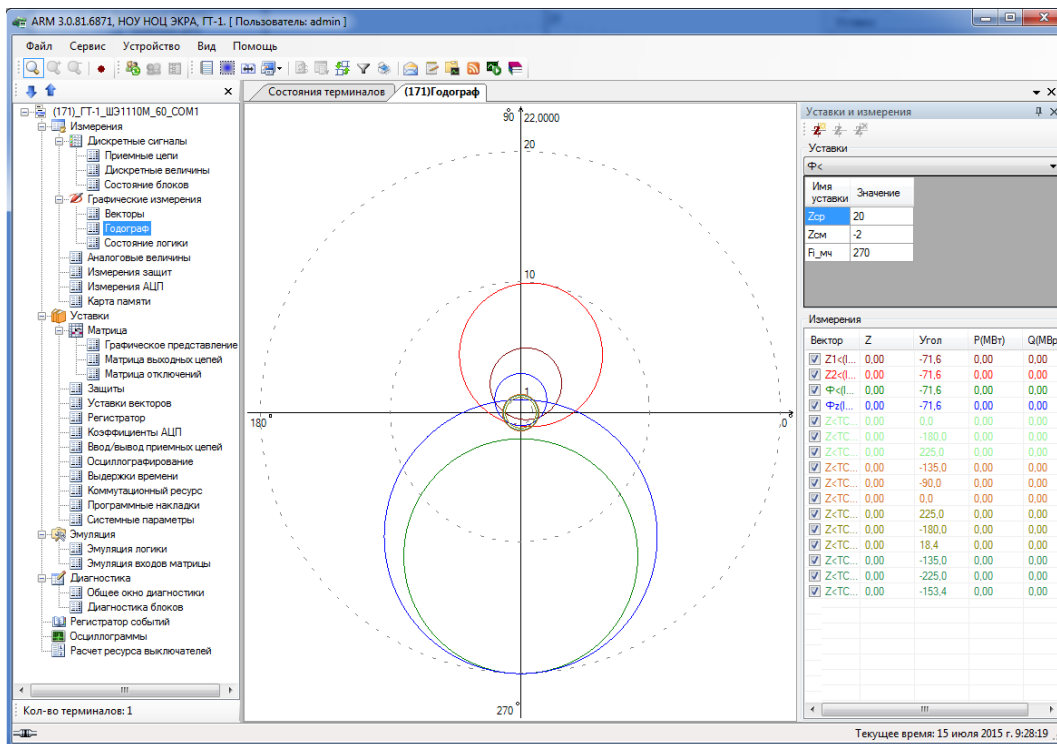 ARM 3.0.81.6871, НОУ НОЦ ЭКРА, ГТ-1. [ Пользователь: admin ]
Файл Сервис Устройство Вид Помощь
Состояния терминалов (171)Годограф
(171)_ГТ-1_ШЭ1110М_60_COM1
Измерения
Дискретные сигналы
Приемные цепи
Дискретные величины
Состояние блоков
Графические измерения
Векторы
Годограф
Состояние логики
Аналоговые величины
Измерения защит
Измерения АЦП
Карта памяти
Уставки
Матрица
Графическое представление
Матрица выходных цепей
Матрица отключений
Защиты
Уставки векторов
Регистратор
Коэффициенты АЦП
Ввод/вывод приемных цепей
Осциллографирование
Выдержки времени
Коммутационный ресурс
Программные накладки
Системные параметры
Эмуляция
Эмуляция логики
Эмуляция входов матрицы
Диагностика
Общее окно диагностики
Диагностика блоков
Регистратор событий
Осциллограммы
Расчет ресурса выключателей
Кол-во терминалов: 1
90 ° 22,0000
20
10
1
180 °
0 °
270 °
Уставки и измерения
Уставки
Ф<
Имя уставки Значение
Zср 20
Zсм -2
Fi_мч 270
Измерения
Вектор Z Угол P(МВт) Q(МВр
Z1<(I... 0,00 -71,6 0,00 0,00
Z2<(I... 0,00 -71,6 0,00 0,00
Ф<(I... 0,00 -71,6 0,00 0,00
Фz(I... 0,00 -71,6 0,00 0,00
Z<ТС... 0,00 0,0 0,00 0,00
Z<ТС... 0,00 -180,0 0,00 0,00
Z<ТС... 0,00 225,0 0,00 0,00
Z<ТС... 0,00 -135,0 0,00 0,00
Z<ТС... 0,00 -90,0 0,00 0,00
Z<ТС... 0,00 0,0 0,00 0,00
Z<ТС... 0,00 225,0 0,00 0,00
Z<ТС... 0,00 -180,0 0,00 0,00
Z<ТС... 0,00 18,4 0,00 0,00
Z<ТС... 0,00 -135,0 0,00 0,00
Z<ТС... 0,00 -225,0 0,00 0,00
Z<ТС... 0,00 -153,4 0,00 0,00
Текущее время: 15 июля 2015 г. 9:28:19